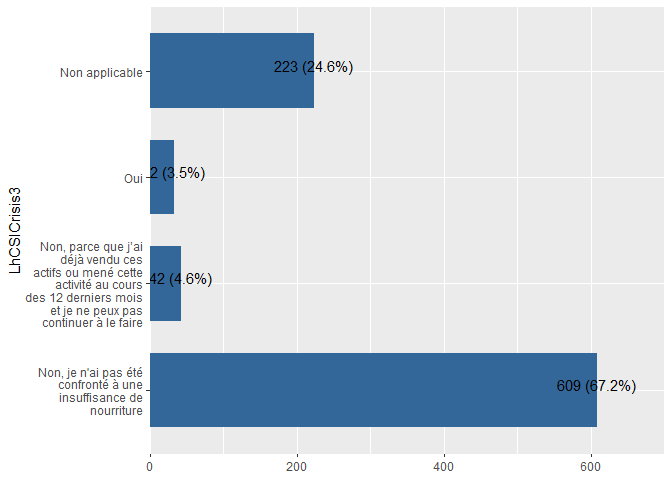 LhCSICrisis3
Non applicable
223 (24.6%)
Oui
2 (3.5%)
Non, parce que j'ai
déjà vendu ces
actifs ou mené cette
activité au cours
des 12 derniers mois
et je ne peux pas
continuer à le faire
42 (4.6%)
Non, je n'ai pas été
confronté à une
insuffisance de
nourriture
609 (67.2%)
0
200
400
600